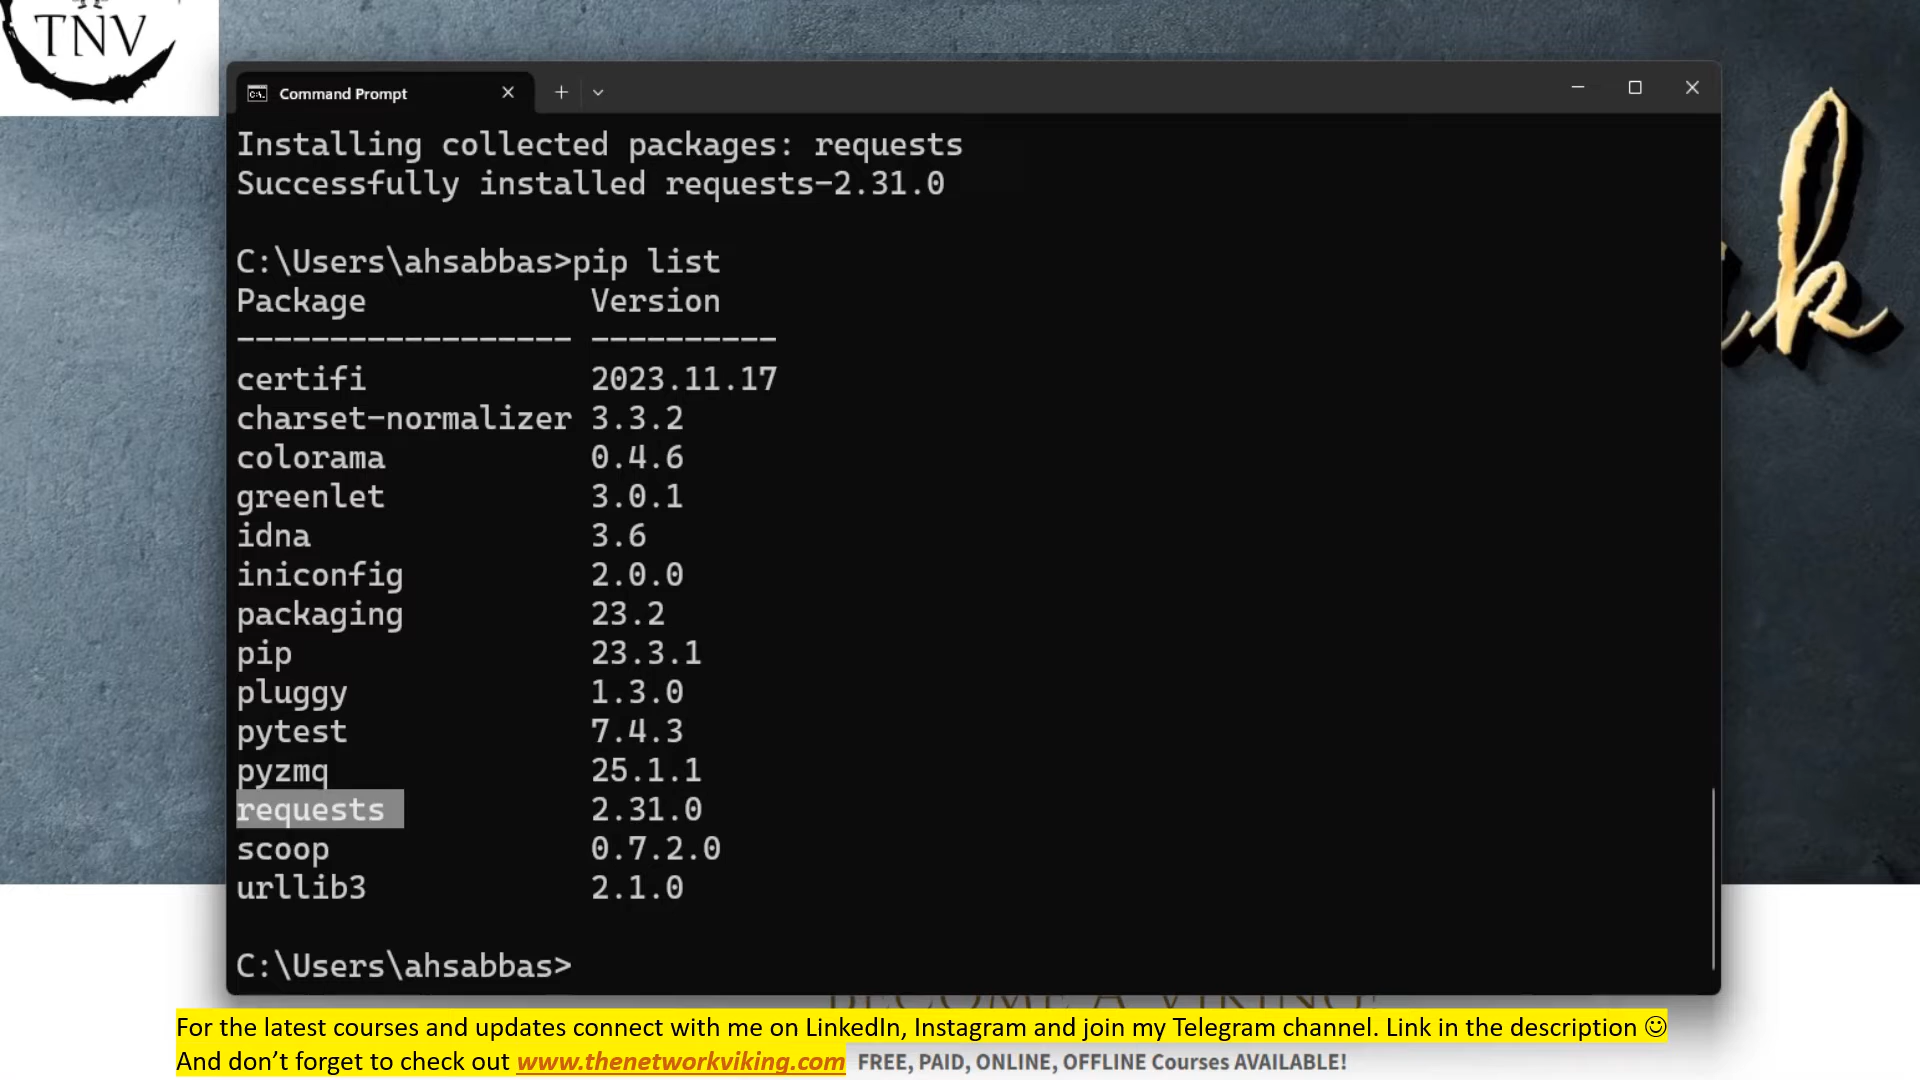 TNV
Command Prompt
Installing collected packages: requests
Successfully installed requests-2.31.0
C:\Users\ahsabbas>pip list
Package Version
------------------ ----------
certifi 2023.11.17
charset-normalizer 3.3.2
colorama 0.4.6
greenlet 3.0.1
idna 3.6
iniconfig 2.0.0
packaging 23.2
pip 23.3.1
pluggy 1.3.0
pytest 7.4.3
pyzmq 25.1.1
requests 2.31.0
scoop 0.7.2.0
urllib3 2.1.0
C:\Users\ahsabbas>
BECOME A VIKING!
For the latest courses and updates connect with me on LinkedIn, Instagram and join my Telegram channel. Link in the description ☺
And don’t forget to check out www.thenetworkviking.com FREE, PAID, ONLINE, OFFLINE Courses AVAILABLE!